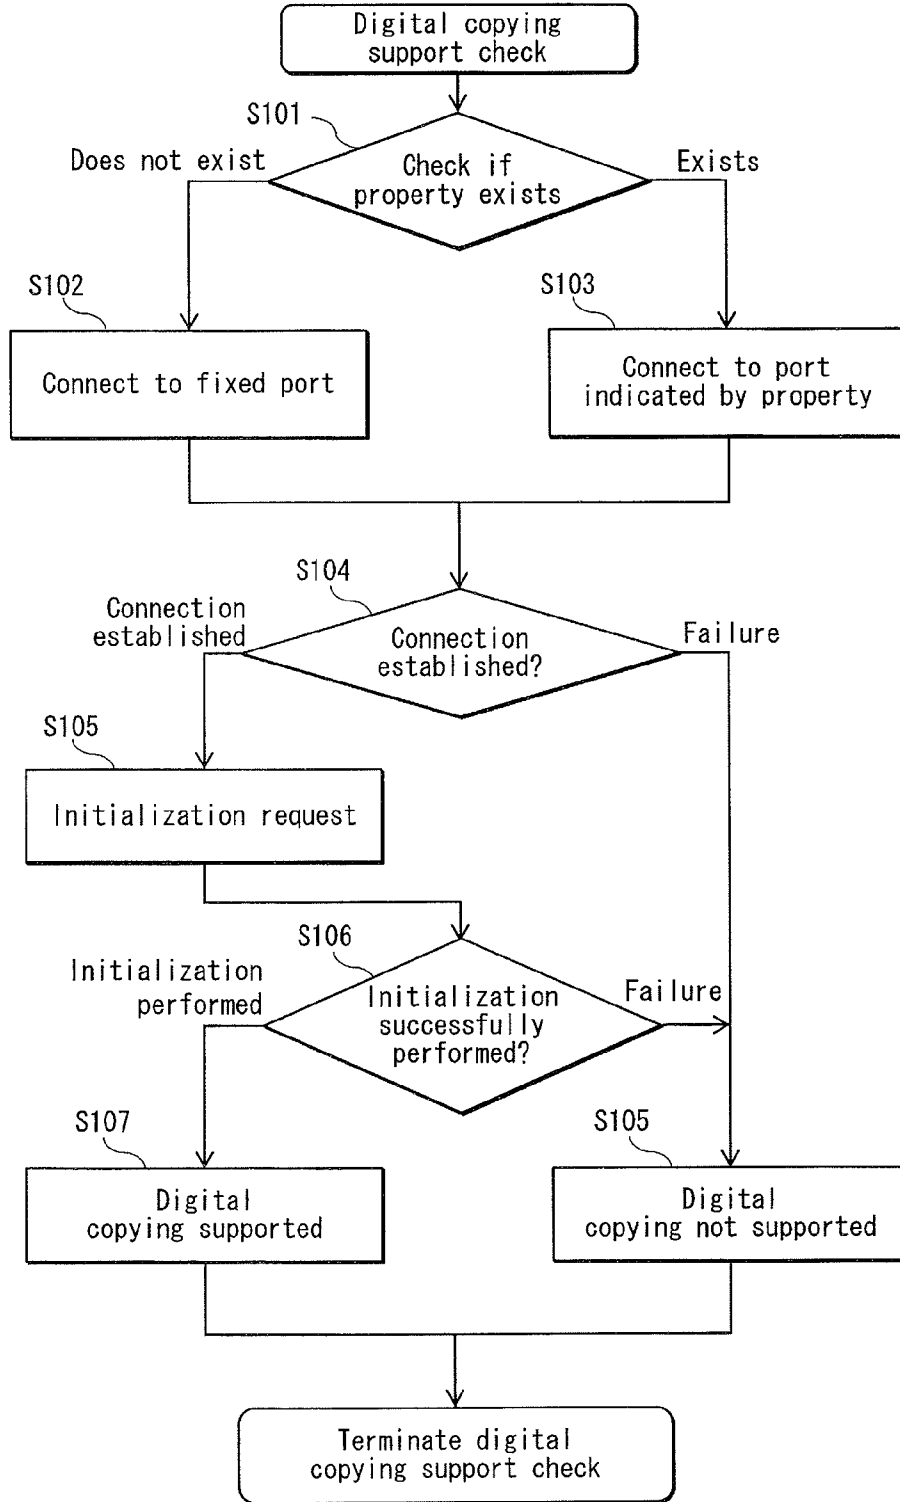 Digital copying
support check
S101
Does not exist
Check if
property exists
Exists
S102
Connect to fixed port
S103
Connect to port
indicated by property
S104
Connection
established
Connection
established?
Failure
S105
Initialization request
S106
Initialization
performed
Initialization
successfully
performed?
Failure
S107
Digital
copying supported
S105
Digital
copying not supported
Terminate digital
copying support check